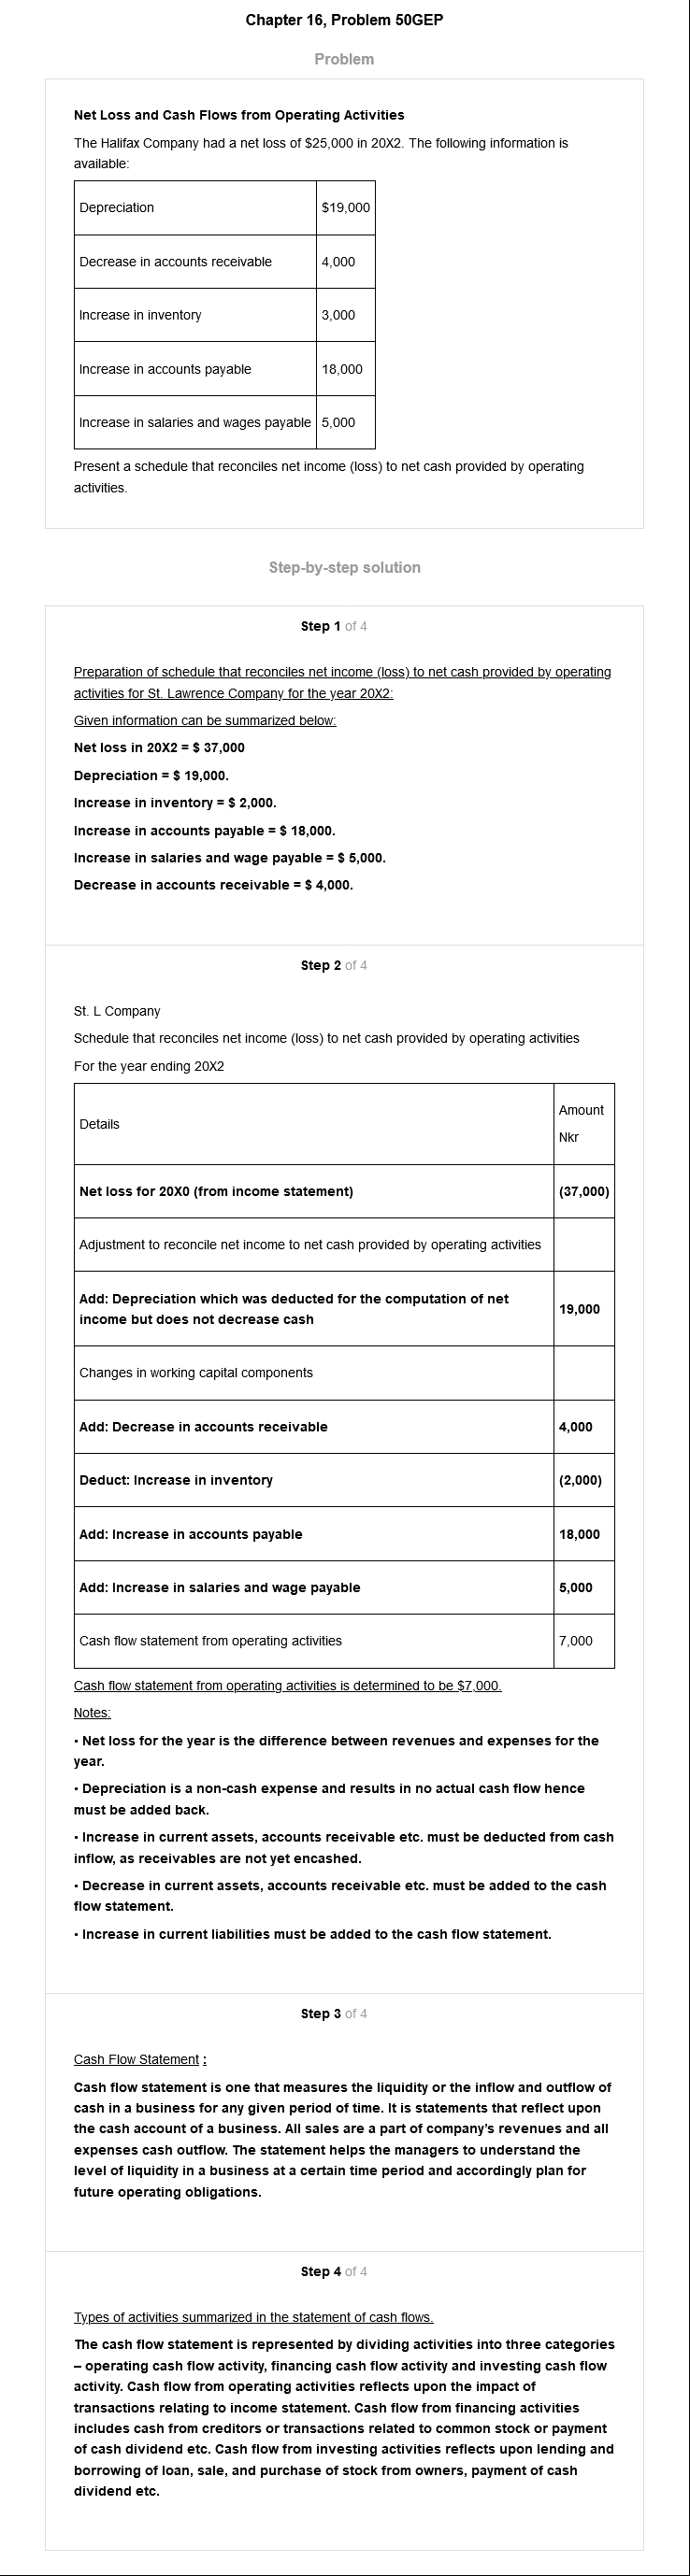 Chapter 16, Problem 50GEP
Problem
Net Loss and Cash Flows from Operating Activities
The Halifax Company had a net loss of $25,000 in 20X2. The following information is
available:
Depreciation $19,000
Decrease in accounts receivable 4,000
Increase in inventory 3,000
Increase in accounts payable 18,000
Increase in salaries and wages payable 5,000
Present a schedule that reconciles net income (loss) to net cash provided by operating
activities.
Step-by-step solution
Step 1 of 4
Preparation of schedule that reconciles net income (loss) to net cash provided by operating
activities for St. Lawrence Company for the year 20X2:
Given information can be summarized below:
Net loss in 20X2 = $ 37,000
Depreciation = $ 19,000.
Increase in inventory = $ 2,000.
Increase in accounts payable = $ 18,000.
Increase in salaries and wage payable = $ 5,000.
Decrease in accounts receivable = $ 4,000.
Step 2 of 4
St. L Company
Schedule that reconciles net income (loss) to net cash provided by operating activities
For the year ending 20X2
Details
Amount
Nkr
Net loss for 20X0 (from income statement) (37,000)
Adjustment to reconcile net income to net cash provided by operating activities
Add: Depreciation which was deducted for the computation of net
income but does not decrease cash
19,000
Changes in working capital components
Add: Decrease in accounts receivable 4,000
Deduct: Increase in inventory (2,000)
Add: Increase in accounts payable 18,000
Add: Increase in salaries and wage payable 5,000
Cash flow statement from operating activities 7,000
Cash flow statement from operating activities is determined to be $7,000.
Notes:
• Net loss for the year is the difference between revenues and expenses for the
year.
• Depreciation is a non-cash expense and results in no actual cash flow hence
must be added back.
• Increase in current assets, accounts receivable etc. must be deducted from cash
inflow, as receivables are not yet encashed.
• Decrease in current assets, accounts receivable etc. must be added to the cash
flow statement.
• Increase in current liabilities must be added to the cash flow statement.
Step 3 of 4
Cash Flow Statement :
Cash flow statement is one that measures the liquidity or the inflow and outflow of
cash in a business for any given period of time. It is statements that reflect upon
the cash account of a business. All sales are a part of company’s revenues and all
expenses cash outflow. The statement helps the managers to understand the
level of liquidity in a business at a certain time period and accordingly plan for
future operating obligations.
Step 4 of 4
Types of activities summarized in the statement of cash flows.
The cash flow statement is represented by dividing activities into three categories
– operating cash flow activity, financing cash flow activity and investing cash flow
activity. Cash flow from operating activities reflects upon the impact of
transactions relating to income statement. Cash flow from financing activities
includes cash from creditors or transactions related to common stock or payment
of cash dividend etc. Cash flow from investing activities reflects upon lending and
borrowing of loan, sale, and purchase of stock from owners, payment of cash
dividend etc.